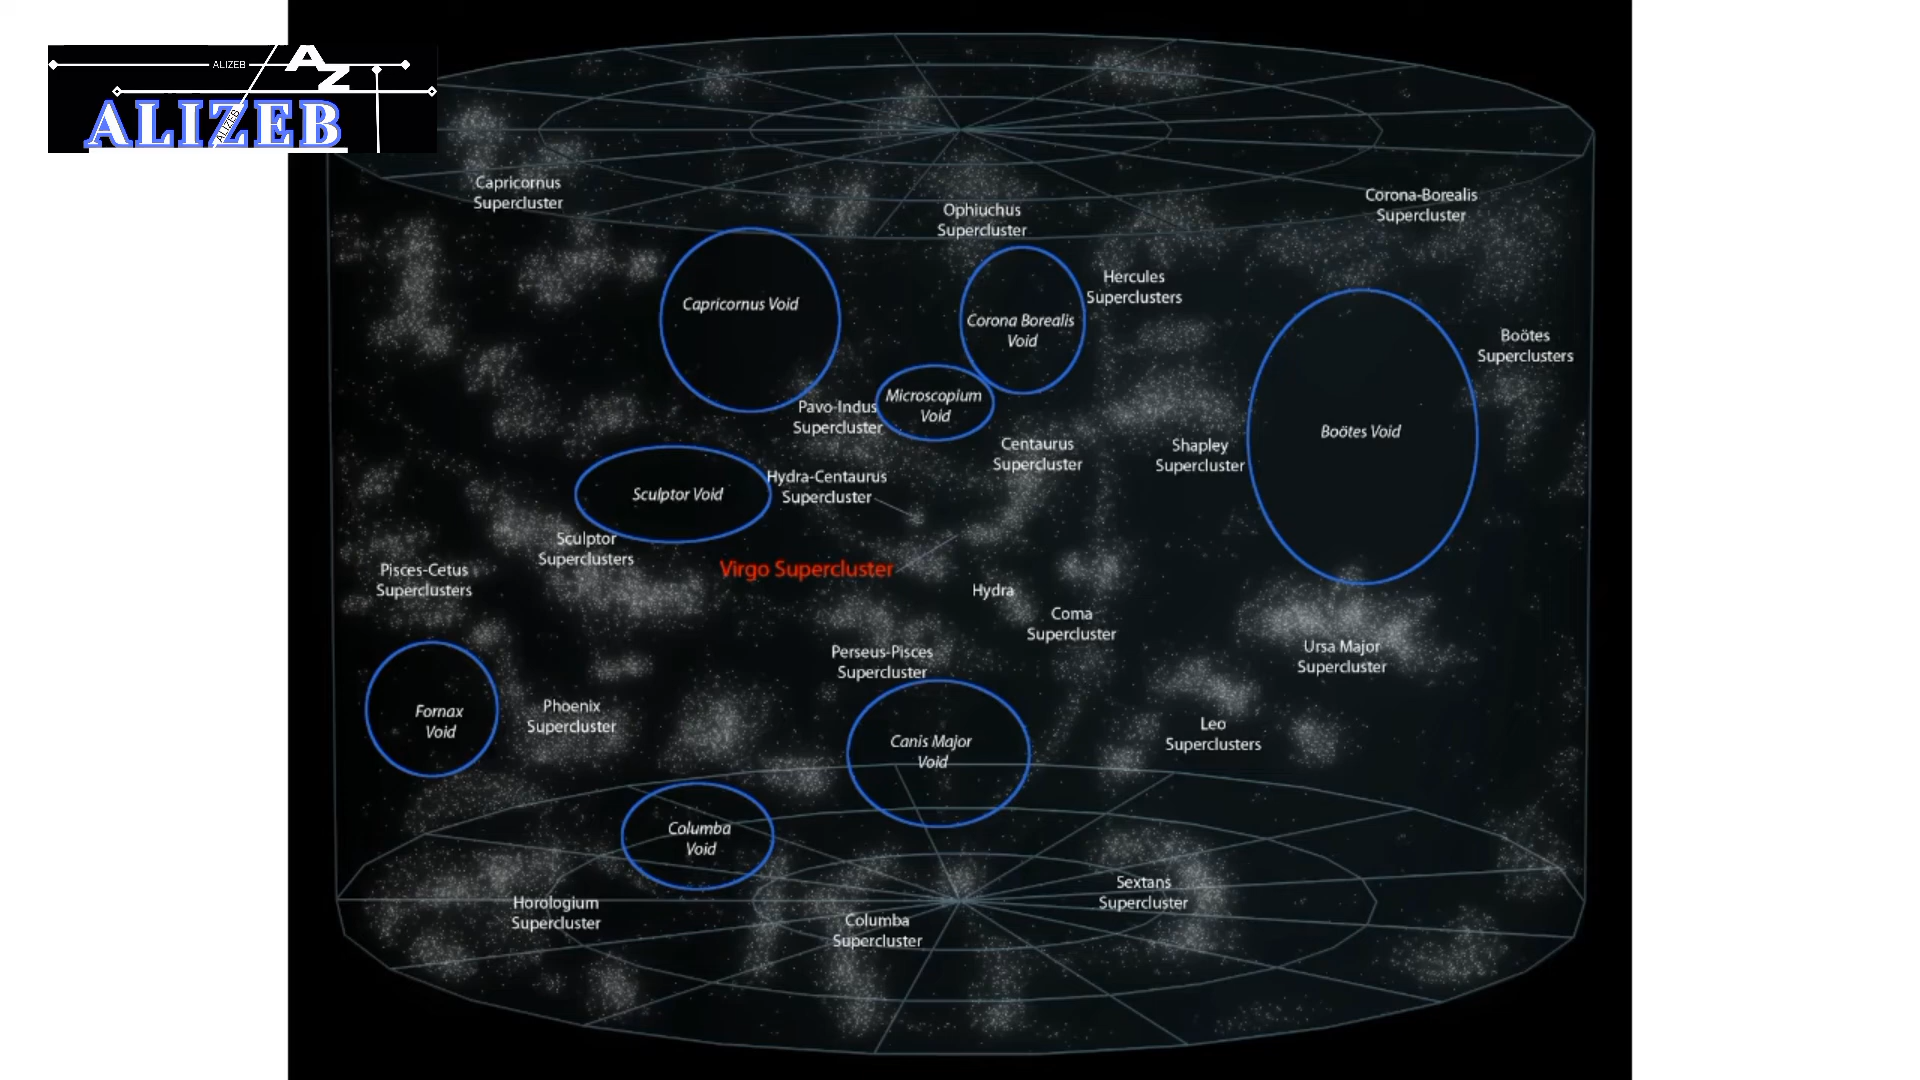 ALIZEB
AZ
ALIZEB
ALIZEB
Capricornus
Supercluster
Ophiuchus
Supercluster
Corona-Borealis
Supercluster
Capricornus Void
Corona Borealis
Void
Hercules
Superclusters
Boötes
Superclusters
Microscopium
Void
Pavo-Indus
Supercluster
Boötes Void
Centaurus
Supercluster
Shapley
Supercluster
Sculptor Void
Hydra-Centaurus
Supercluster
Sculptor
Superclusters
Virgo Supercluster
Pisces-Cetus
Superclusters
Hydra
Coma
Supercluster
Perseus-Pisces
Supercluster
Ursa Major
Supercluster
Fornax
Void
Phoenix
Supercluster
Canis Major
Void
Leo
Superclusters
Columba
Void
Horologium
Supercluster
Columba
Supercluster
Sextans
Supercluster